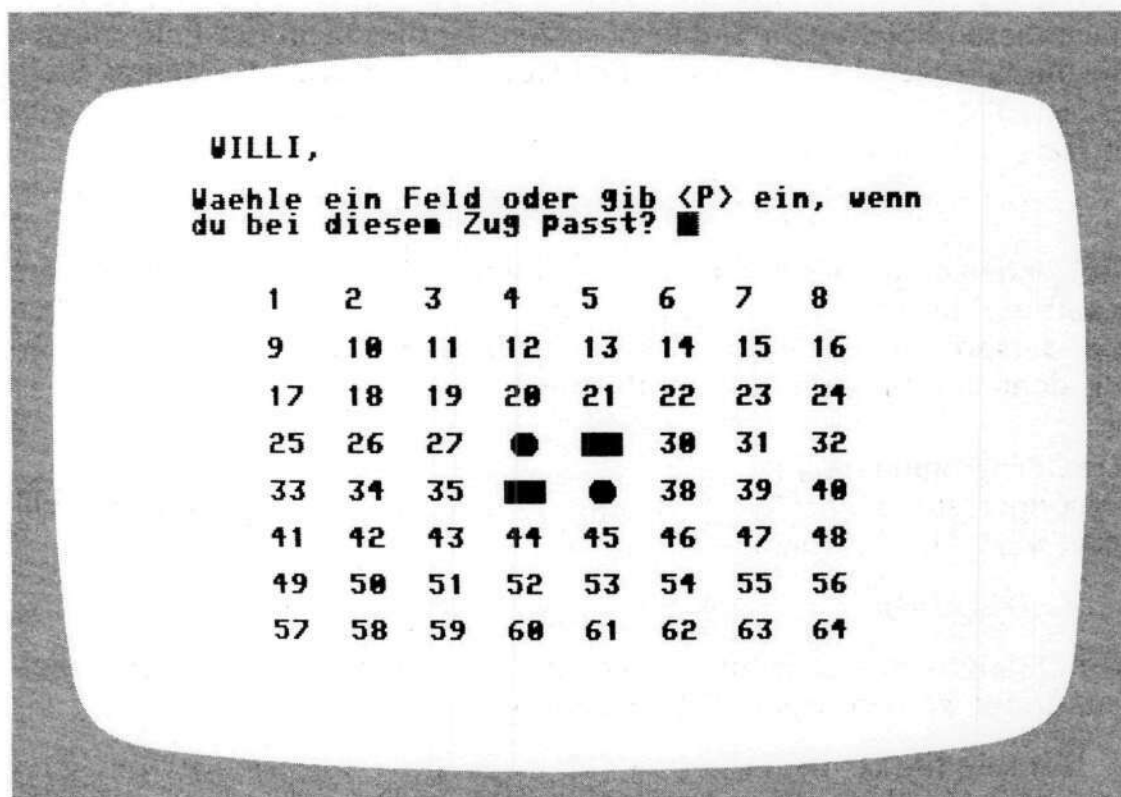 WILLI,
Waehle ein Feld oder gib <P> ein, wenn
du bei diesem Zug passt?
1 2 3 4 5 6 7 8
9 10 11 12 13 14 15 16
17 18 19 20 21 22 23 24
25 26 27 30 31 32
33 34 35 38 39 40
41 42 43 44 45 46 47 48
49 50 51 52 53 54 55 56
57 58 59 60 61 62 63 64